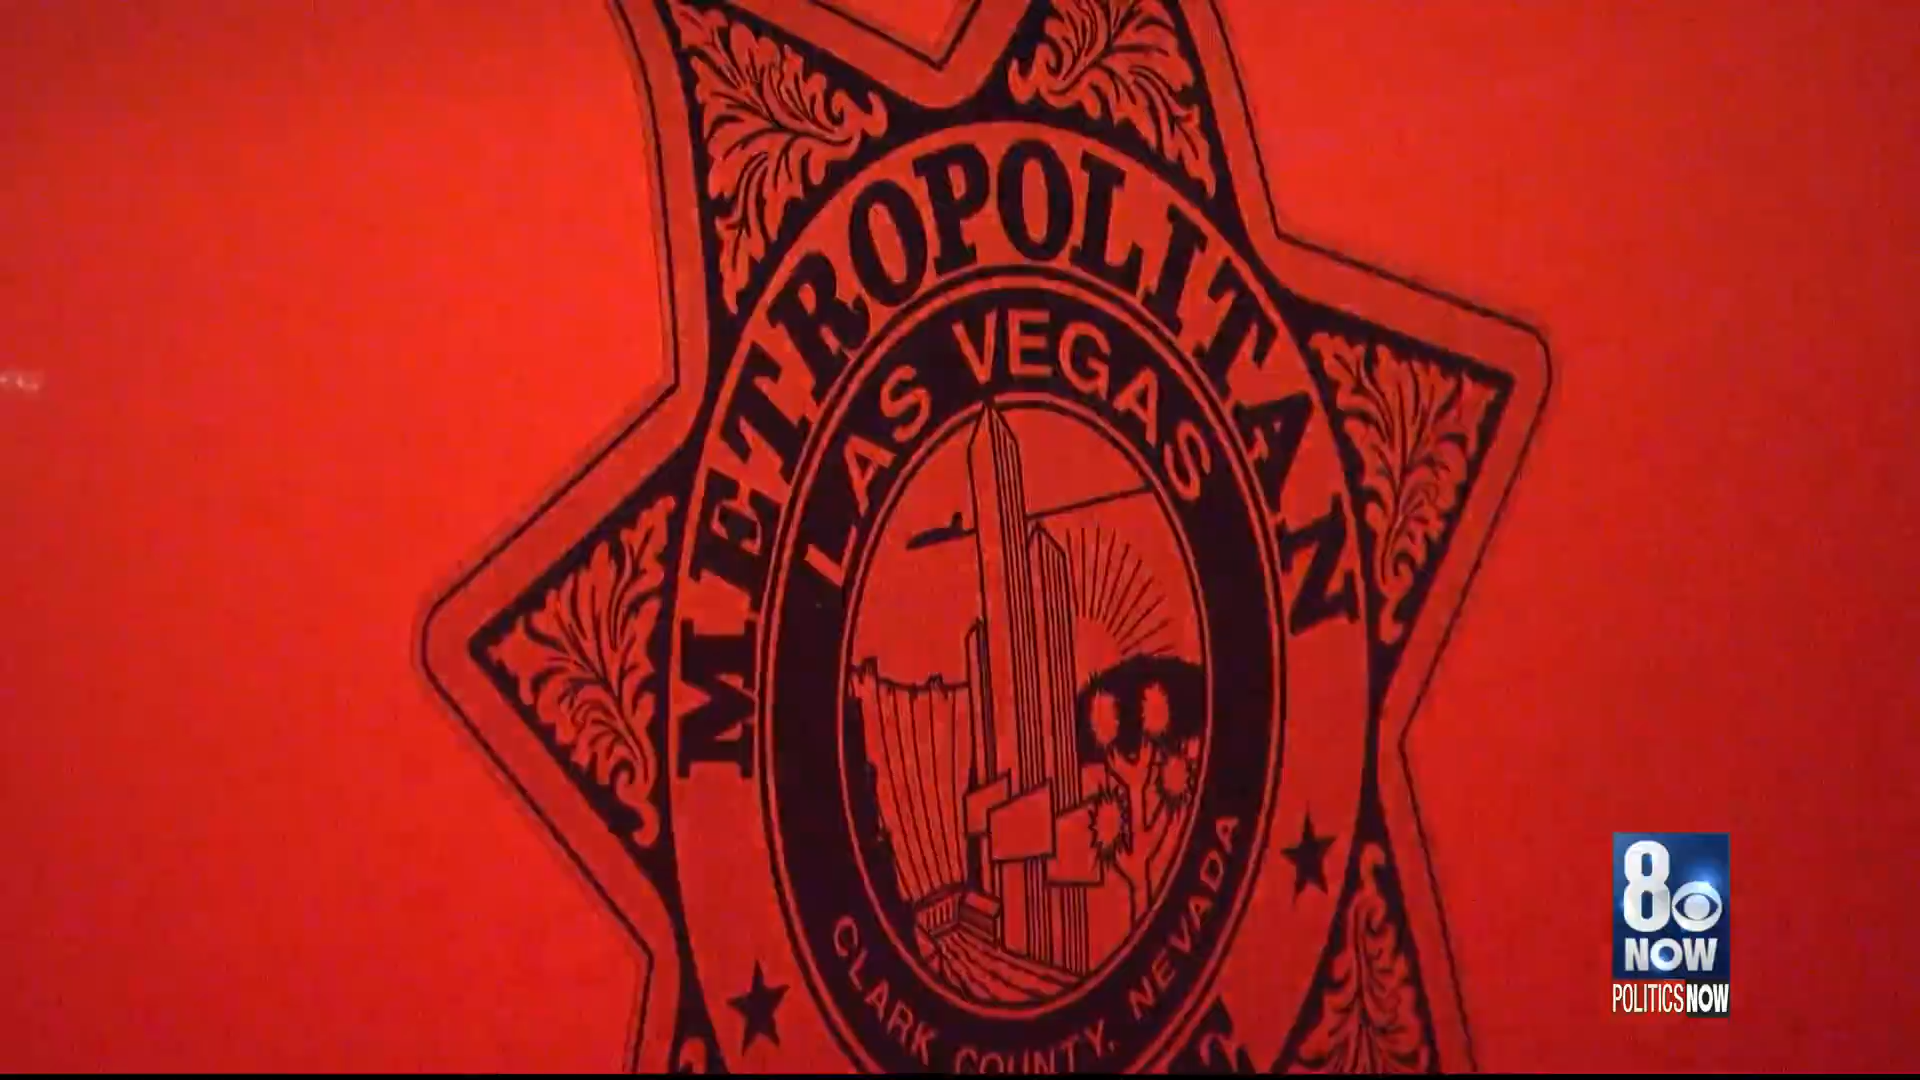 METROPOLITAN
LAS VEGAS
CLARK COUNTY, NEVADA
8
NOW
POLITICSNOW